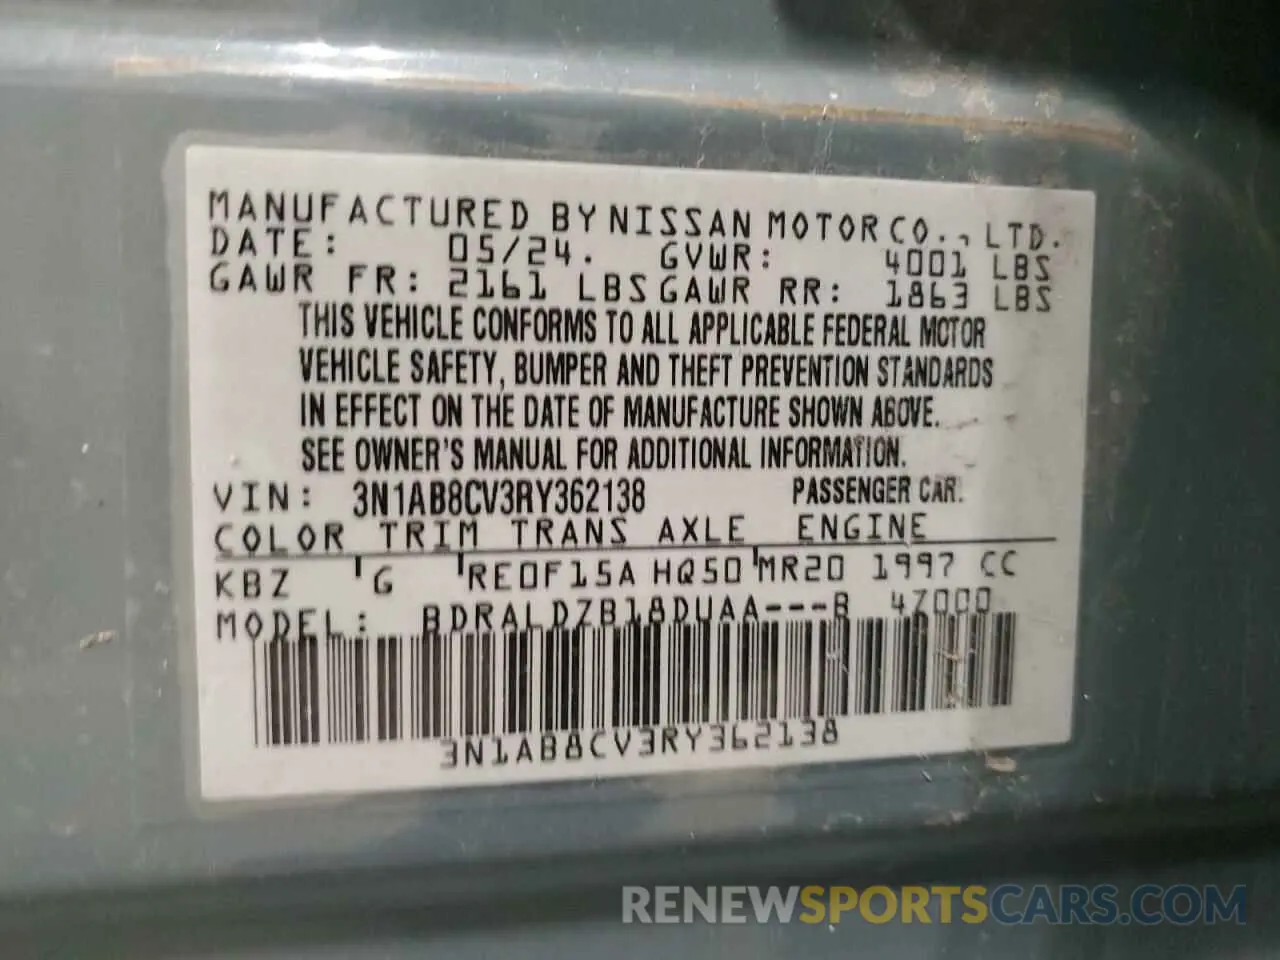 MANUFACTURED BY NISSAN MOTOR CO., LTD.
DATE: 05/24. GVWR: 4001 LBS
GAWR FR: 2161 LBS GAWR RR: 1863 LBS
THIS VEHICLE CONFORMS TO ALL APPLICABLE FEDERAL MOTOR
VEHICLE SAFETY, BUMPER AND THEFT PREVENTION STANDARDS
IN EFFECT ON THE DATE OF MANUFACTURE SHOWN ABOVE.
SEE OWNER'S MANUAL FOR ADDITIONAL INFORMATION.
VIN: 3N1AB8CV3RY362138 PASSENGER CAR.
COLOR TRIM TRANS AXLE ENGINE
KBZ G RE0F15A HQ50 MR20 1997 CC
MODEL: BDRALDZB18DUAA---B 4Z000
3N1AB8CV3RY362138
RENEWSPORTSCARS.COM